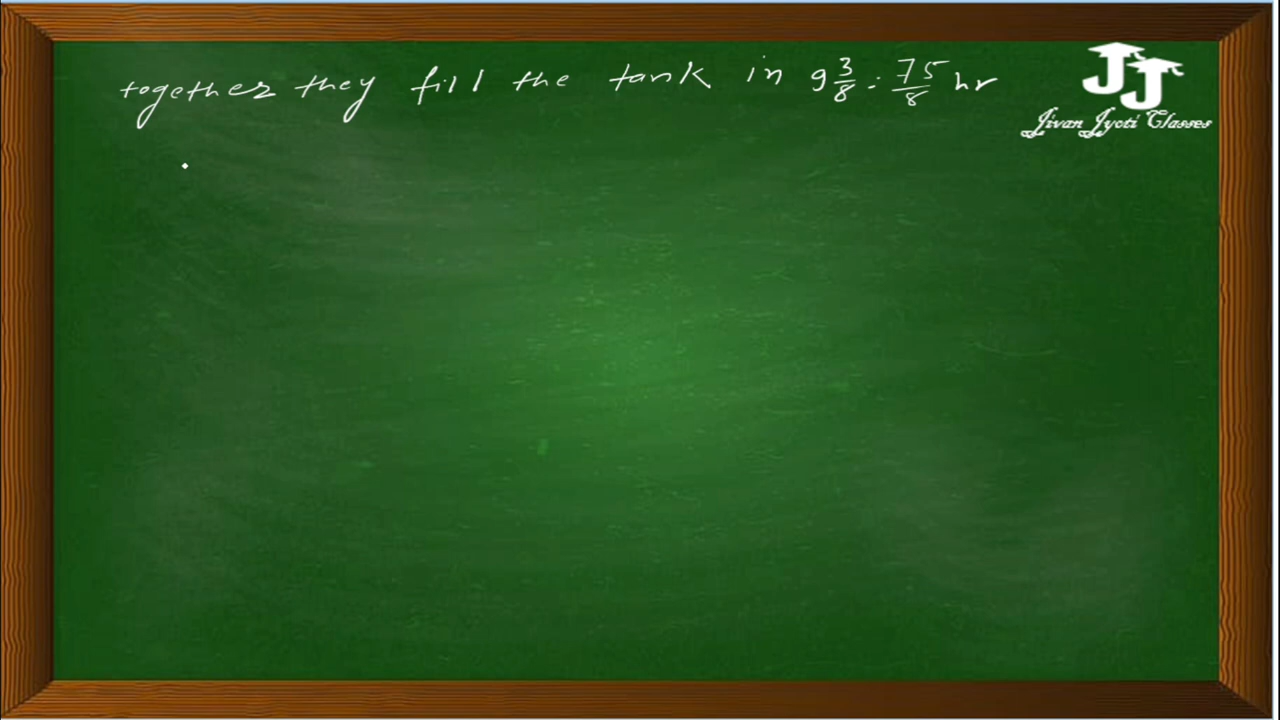 together they fill the tank in 9 3/8 = 75/8 hr
JJ
Jivan Jyoti Classes